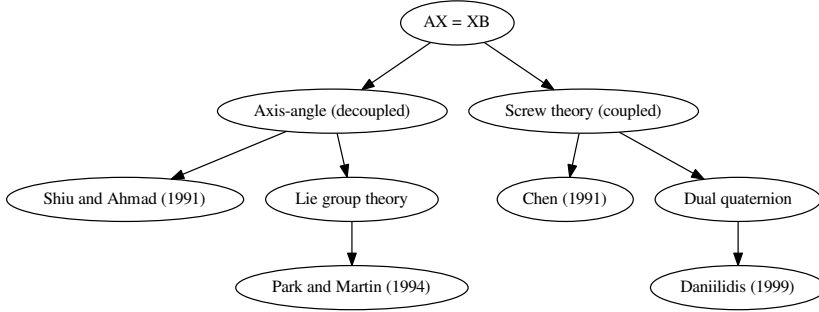 AX = XB
Axis-angle (decoupled)
Screw theory (coupled)
Shiu and Ahmad (1991)
Lie group theory
Chen (1991)
Dual quaternion
Park and Martin (1994)
Daniilidis (1999)